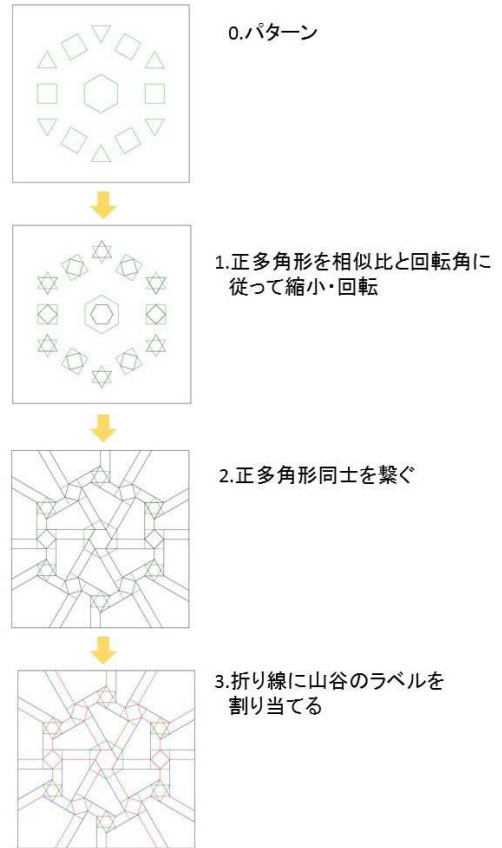 0.パターン
1.正多角形を相似比と回転角に
従って縮小・回転
2.正多角形同士を繋ぐ
3.折り線に山谷のラベルを
割り当てる